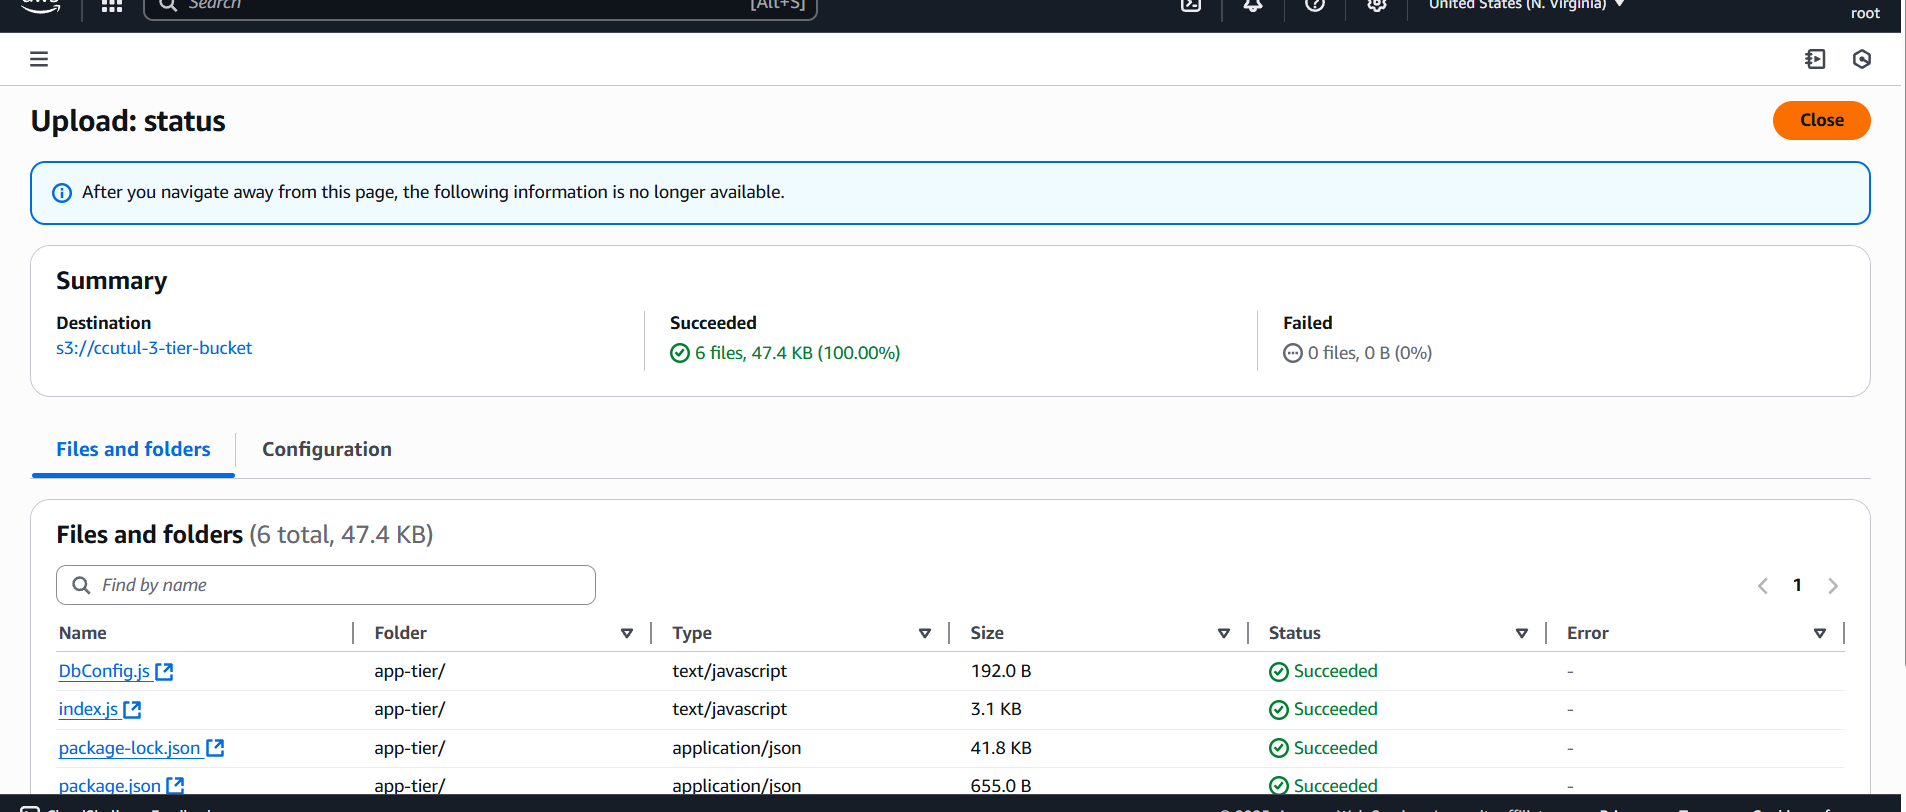 aws Search [Alt+S] United States (N. Virginia)
root
Upload: status Close
After you navigate away from this page, the following information is no longer available.
Summary
Destination Succeeded Failed
s3://ccutul-3-tier-bucket 6 files, 47.4 KB (100.00%) 0 files, 0 B (0%)
Files and folders Configuration
Files and folders (6 total, 47.4 KB)
Find by name 1
Name Folder Type Size Status Error
DbConfig.js app-tier/ text/javascript 192.0 B Succeeded -
index.js app-tier/ text/javascript 3.1 KB Succeeded -
package-lock.json app-tier/ application/json 41.8 KB Succeeded -
package.json app-tier/ application/json 655.0 B Succeeded -